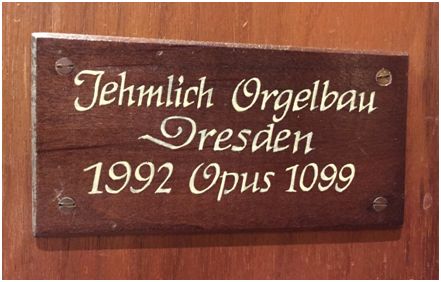 Jehmlich Orgelbau
Dresden
1992 Opus 1099